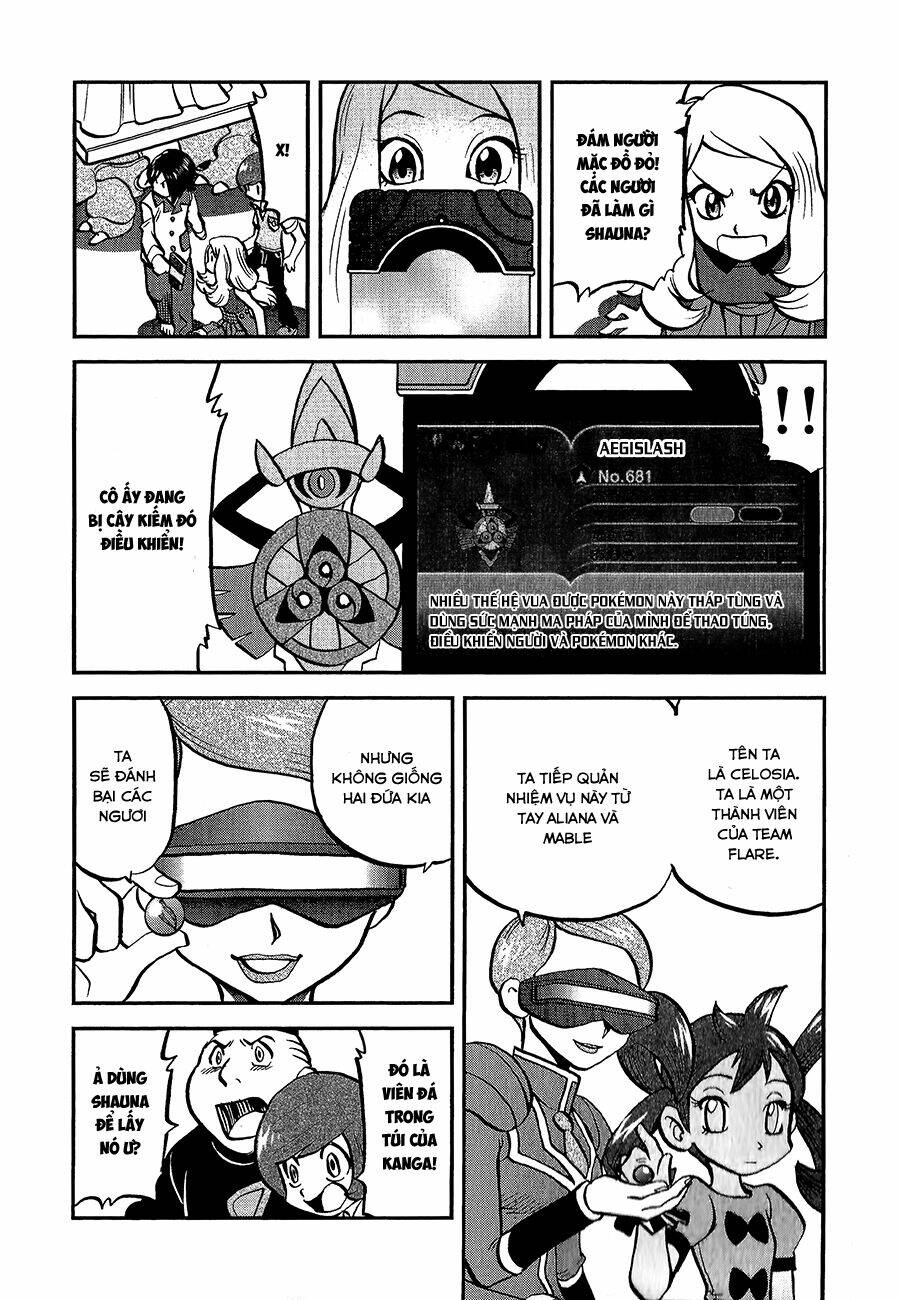 ĐÁM NGƯỜI
MẶC ĐỒ ĐỎ!
CÁC NGƯƠI
ĐÃ LÀM GÌ
SHAUNA?
X!
!!
AEGISLASH
No.681
NHIỀU THẾ HỆ VUA ĐƯỢC POKÉMON NÀY THÁP TÙNG VÀ
DÙNG SỨC MẠNH MA PHÁP CỦA MÌNH ĐỂ THAO TÚNG,
ĐIỀU KHIỂN NGƯỜI VÀ POKÉMON KHÁC.
CÔ ẤY ĐANG
BỊ CÂY KIẾM ĐÓ
ĐIỀU KHIỂN!
TÊN TA
LÀ CELOSIA.
TA LÀ MỘT
THÀNH VIÊN
CỦA TEAM
FLARE.
TA TIẾP QUẢN
NHIỆM VỤ NÀY TỪ
TAY ALIANA VÀ
MABLE
NHƯNG
KHÔNG GIỐNG
HAI ĐỨA KIA
TA
SẼ ĐÁNH
BẠI CÁC
NGƯƠI
ĐÓ LÀ
VIÊN ĐÁ
TRONG
TÚI CỦA
KANGA!
Ả DÙNG
SHAUNA
ĐỂ LẤY
NÓ Ư?